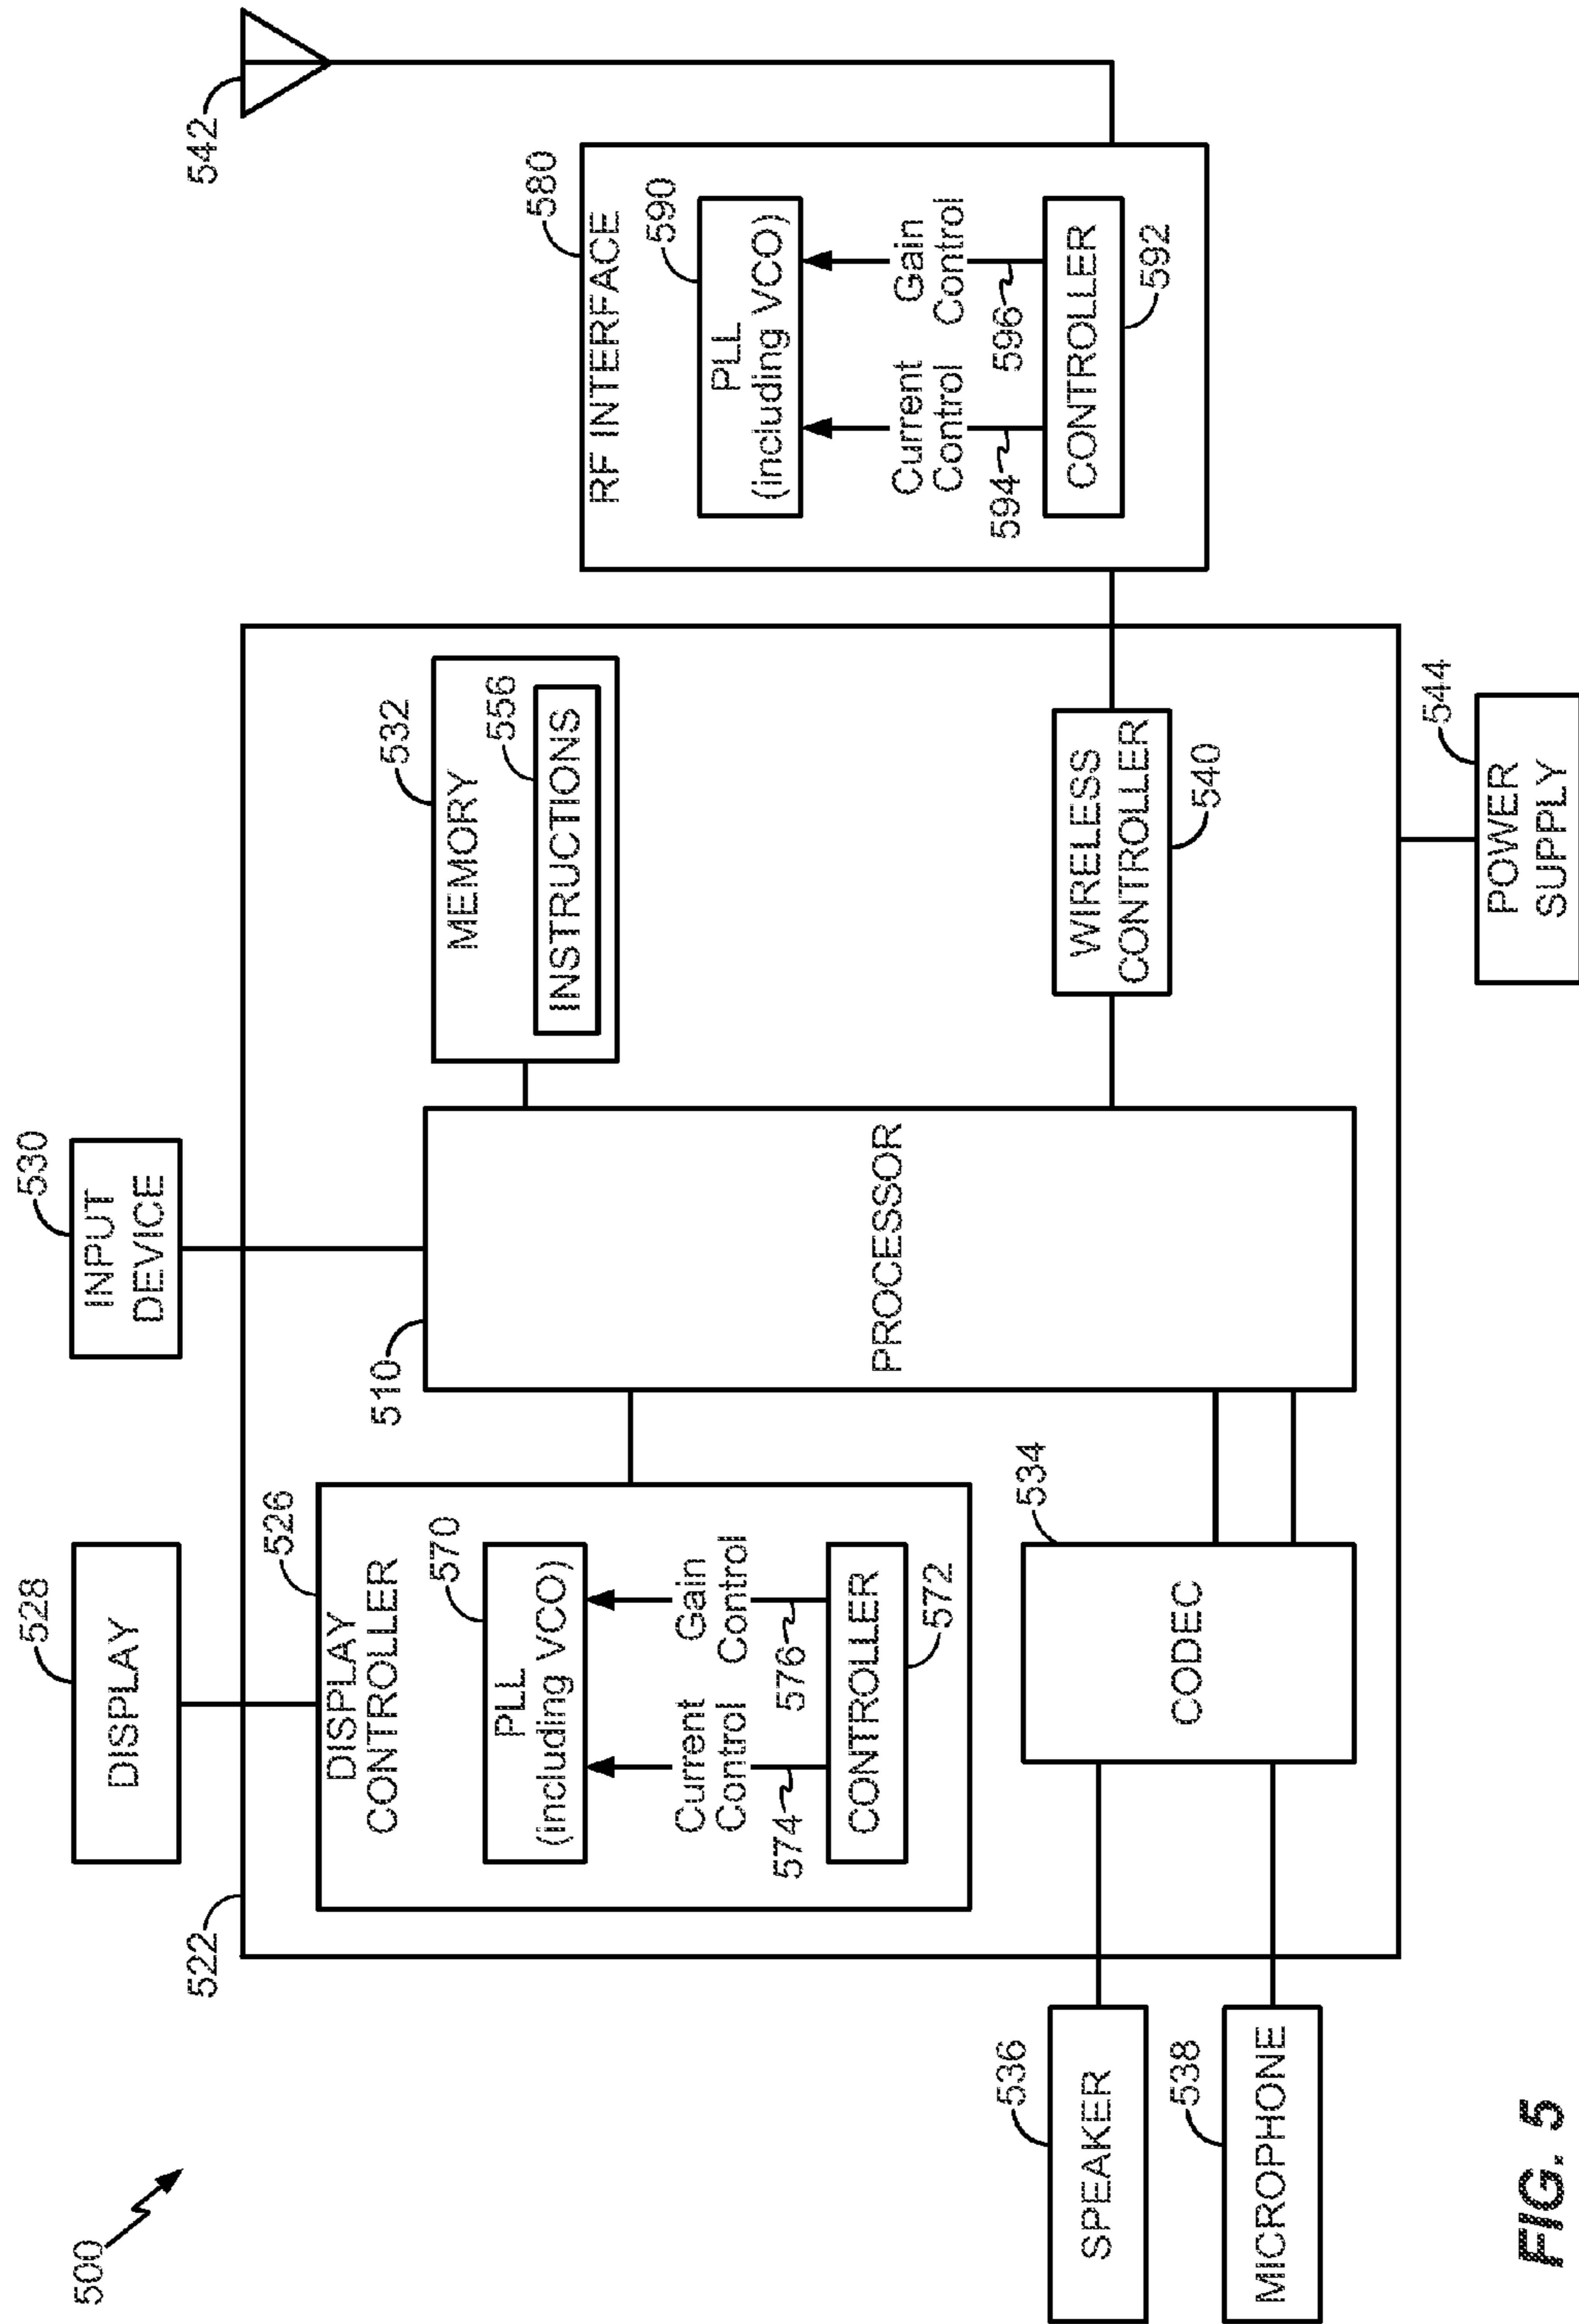 500
522
528
DISPLAY
530
INPUT
DEVICE
542
526
DISPLAY
CONTROLLER
570
PLL
(including VCO)
Current
Control
Gain
Control
574
576
CONTROLLER
572
510
PROCESSOR
532
MEMORY
556
INSTRUCTIONS
580
RF INTERFACE
590
PLL
(including VCO)
Current
Control
Gain
Control
594
596
CONTROLLER
592
534
CODEC
WIRELESS
CONTROLLER
540
536
SPEAKER
538
MICROPHONE
544
POWER
SUPPLY
FIG. 5